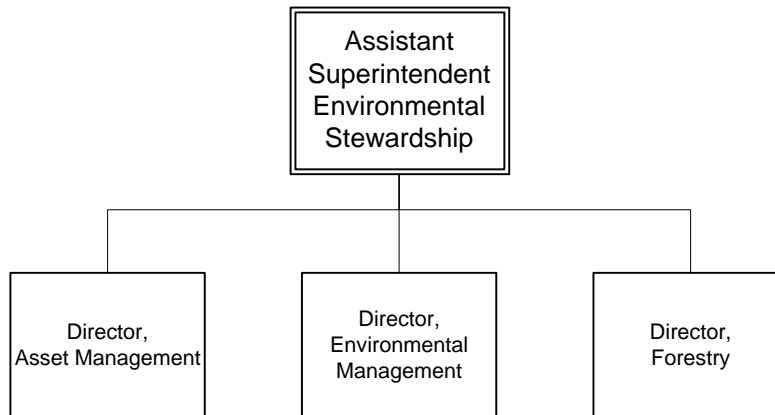 Assistant
Superintendent
Environmental
Stewardship
Director,
Asset Management
Director,
Environmental
Management
Director,
Forestry